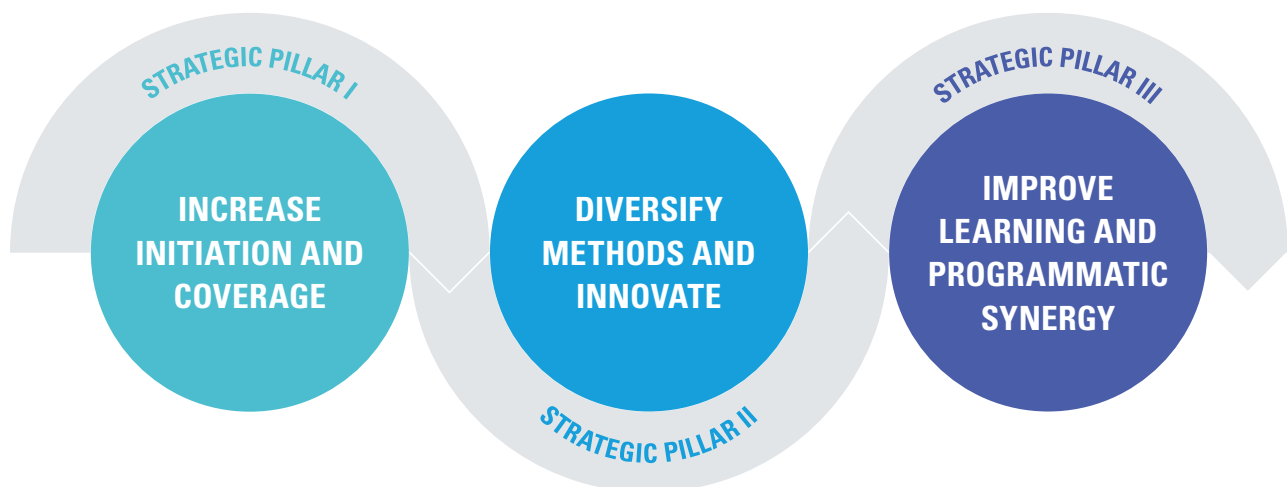 STRATEGIC PILLAR I
INCREASE
INITIATION AND
COVERAGE
DIVERSIFY
METHODS AND
INNOVATE
STRATEGIC PILLAR II
STRATEGIC PILLAR III
IMPROVE
LEARNING AND
PROGRAMMATIC
SYNERGY